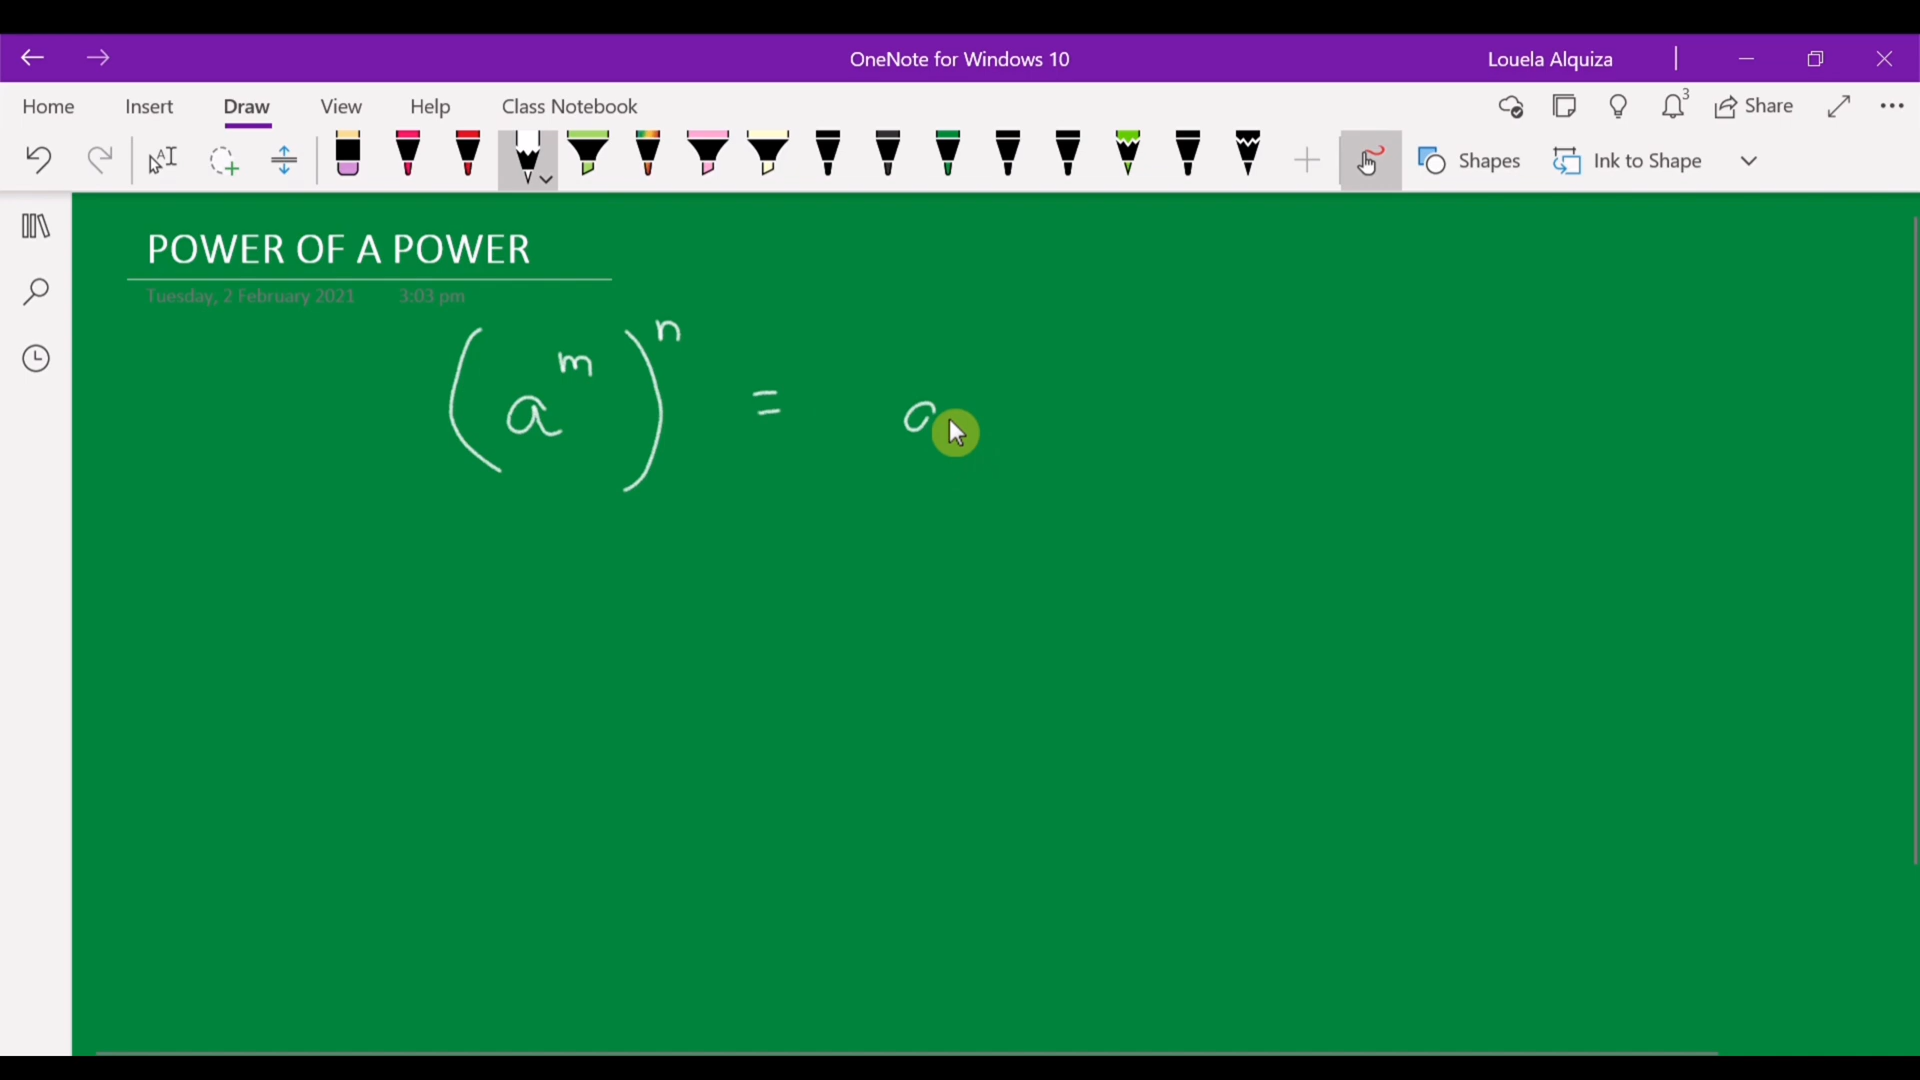 OneNote for Windows 10 Louela Alquiza
Home Insert Draw View Help Class Notebook 3 Share
Shapes Ink to Shape
POWER OF A POWER
Tuesday, 2 February 2021 3:03 pm
(a^m)^n = a